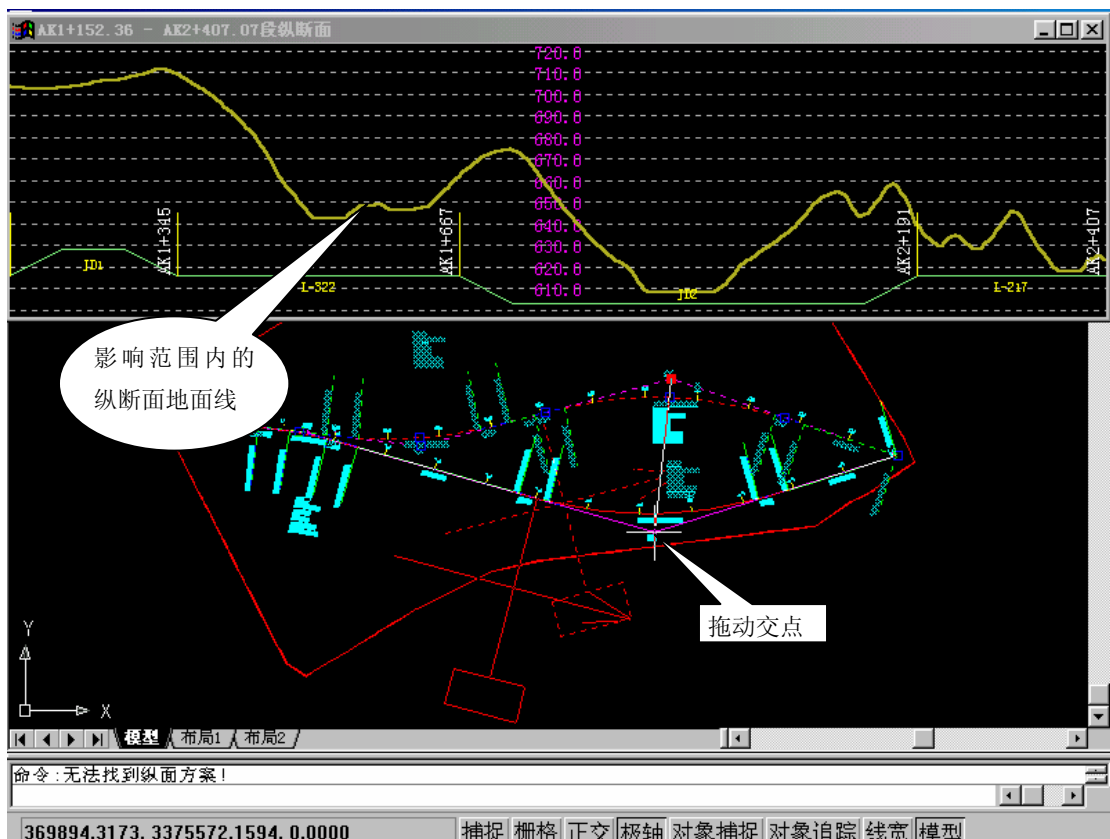 AK1+152.36 - AK2+407.07段纵断面
720.0
710.0
700.0
690.0
680.0
670.0
660.0
650.0
640.0
630.0
620.0
610.0
AK1+345
AK1+667
AK2+191
AK2+407
JD1
L-322
JD2
L-217
影响范围内的
纵断面地面线
拖动交点
Y
X
模型 布局1 布局2
命令:无法找到纵面方案!
369894.3173, 3375572.1594, 0.0000 捕捉 栅格 正交 极轴 对象捕捉 对象追踪 线宽 模型